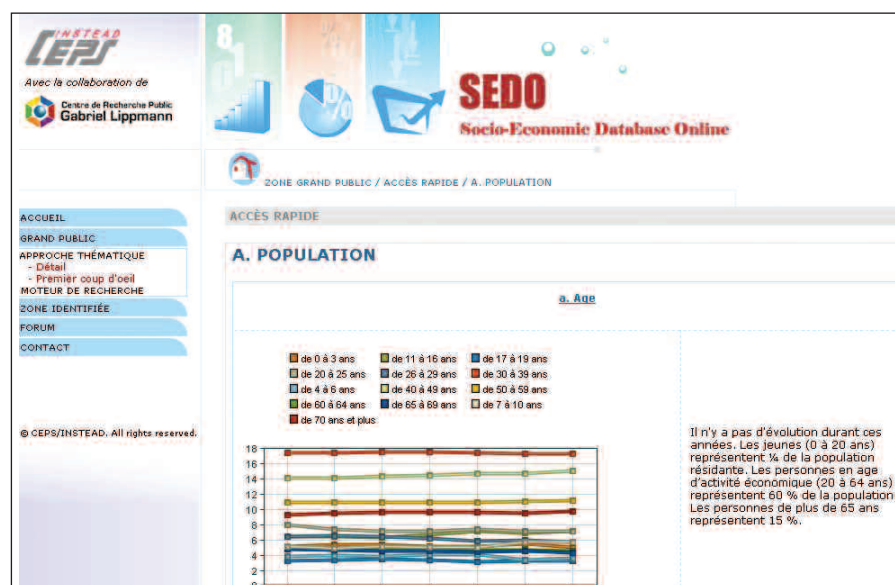 INSTEAD
CEPS
Avec la collaboration de
Centre de Recherche Public
Gabriel Lippmann
SEDO
Socio-Economic Database Online
ZONE GRAND PUBLIC / ACCÈS RAPIDE / A. POPULATION
ACCUEIL
GRAND PUBLIC
APPROCHE THÉMATIQUE
- Détail
- Premier coup d'oeil
MOTEUR DE RECHERCHE
ZONE IDENTIFIÉE
FORUM
CONTACT
© CEPS/INSTEAD. All rights reserved.
ACCÈS RAPIDE
A. POPULATION
a. Age
de 0 à 3 ans de 11 à 16 ans de 17 à 19 ans
de 20 à 25 ans de 26 à 29 ans de 30 à 39 ans
de 4 à 6 ans de 40 à 49 ans de 50 à 59 ans
de 60 à 64 ans de 65 à 69 ans de 7 à 10 ans
de 70 ans et plus
18
16
14
12
10
8
6
4
2
0
Il n'y a pas d'évolution durant ces
années. Les jeunes (0 à 20 ans)
représentent ¼ de la population
résidante. Les personnes en age
d'activité économique (20 à 64 ans)
représentent 60 % de la population
Les personnes de plus de 65 ans
représentent 15 %.